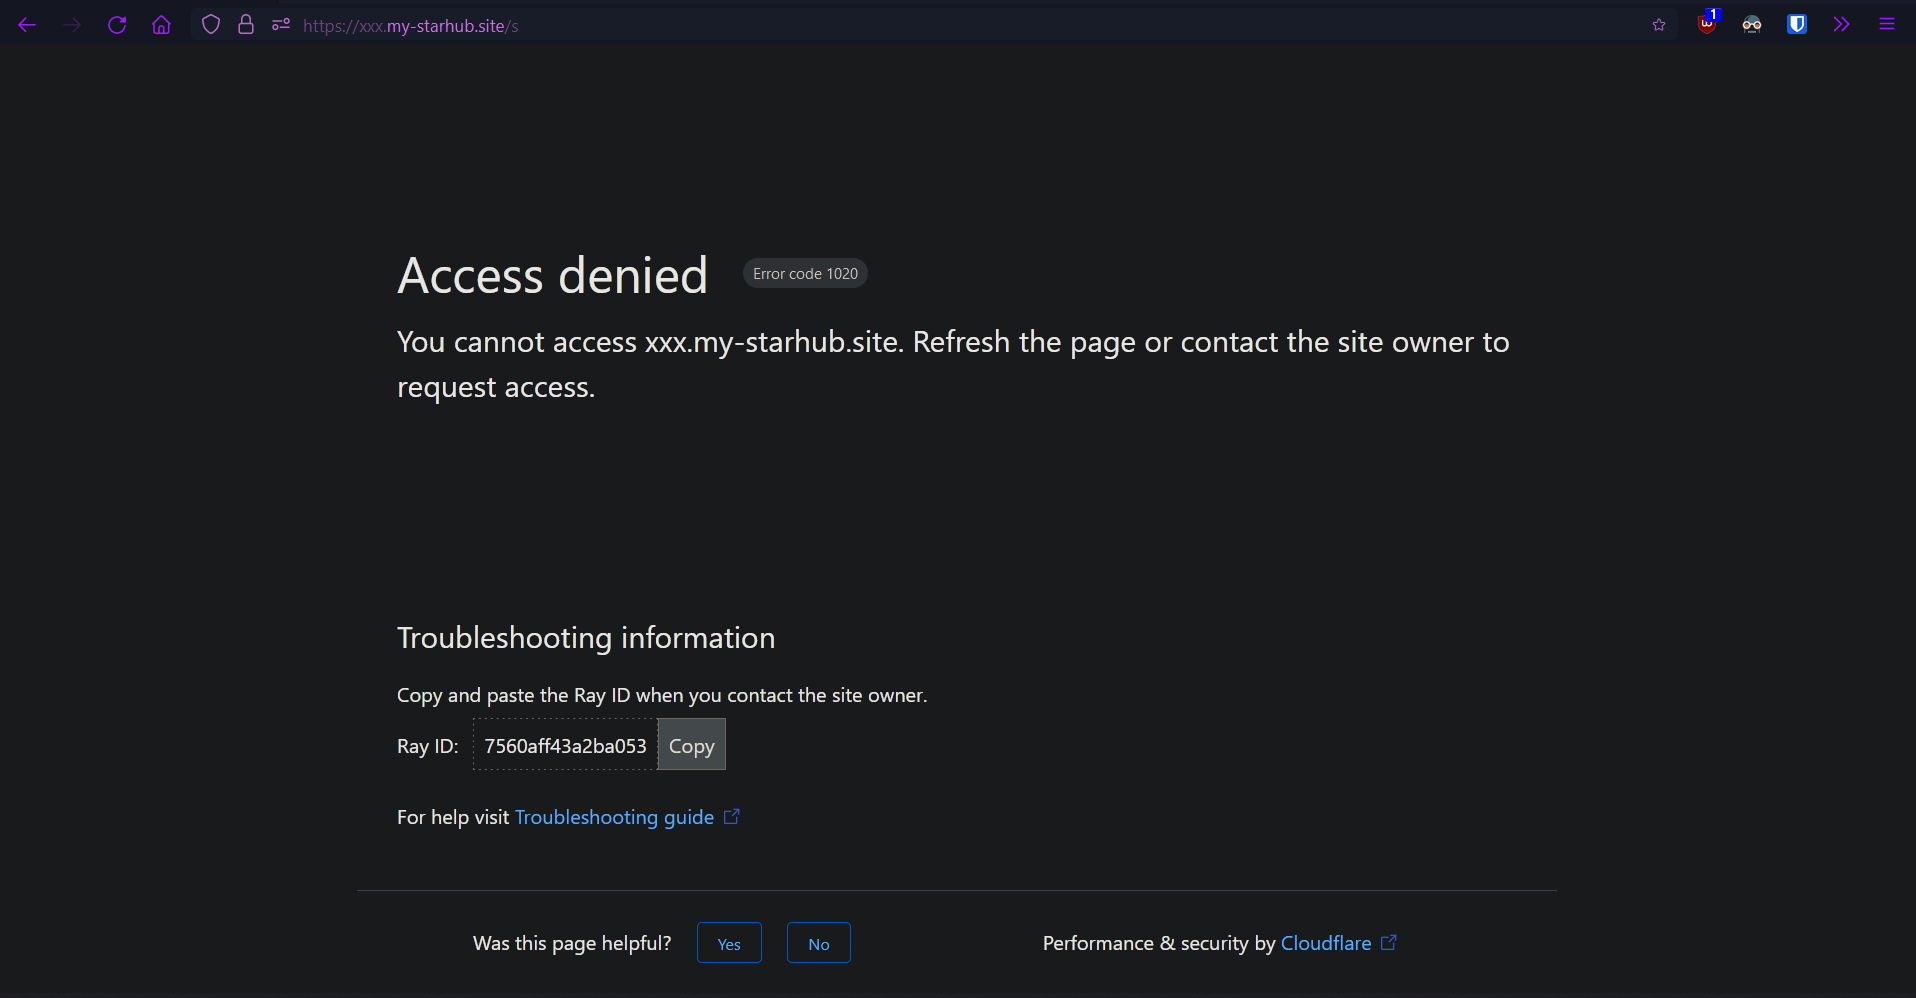 https://xxx.my-starhub.site/s
1
Access denied Error code 1020
You cannot access xxx.my-starhub.site. Refresh the page or contact the site owner to
request access.
Troubleshooting information
Copy and paste the Ray ID when you contact the site owner.
Ray ID: 7560aff43a2ba053 Copy
For help visit Troubleshooting guide
Was this page helpful? Yes No Performance & security by Cloudflare